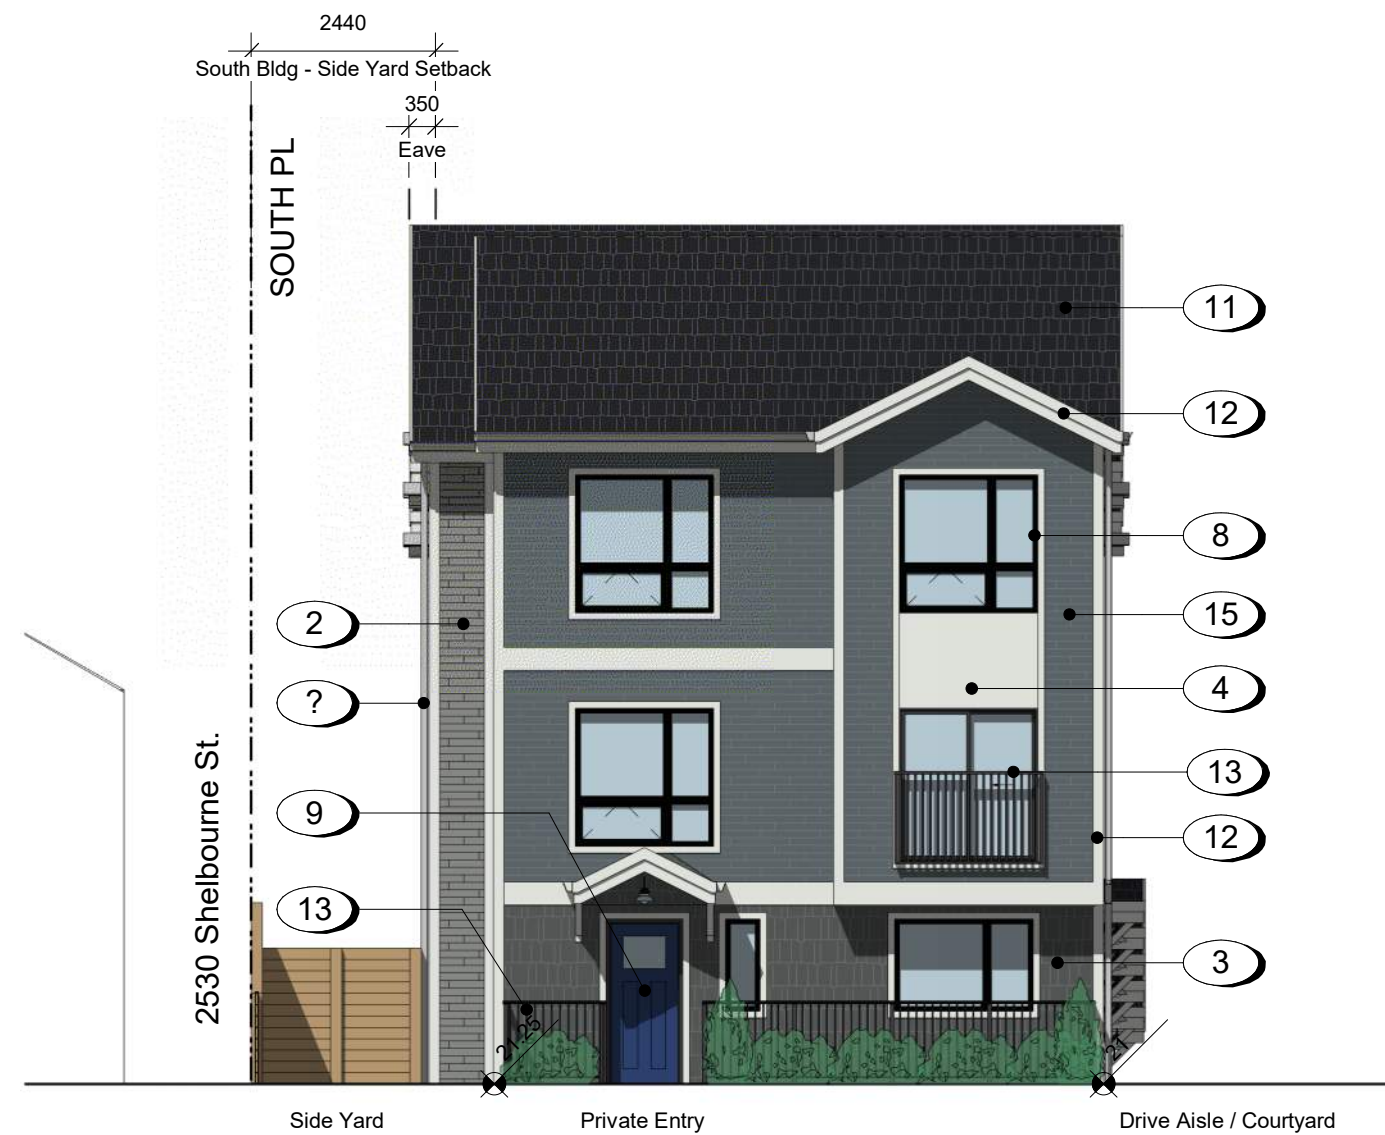 2440
South Bldg - Side Yard Setback
350
Eave
SOUTH PL
11
12
8
2
15
?
4
2530 Shelbourne St.
13
9
12
13
3
21.25
21
Side Yard
Private Entry
Drive Aisle / Courtyard